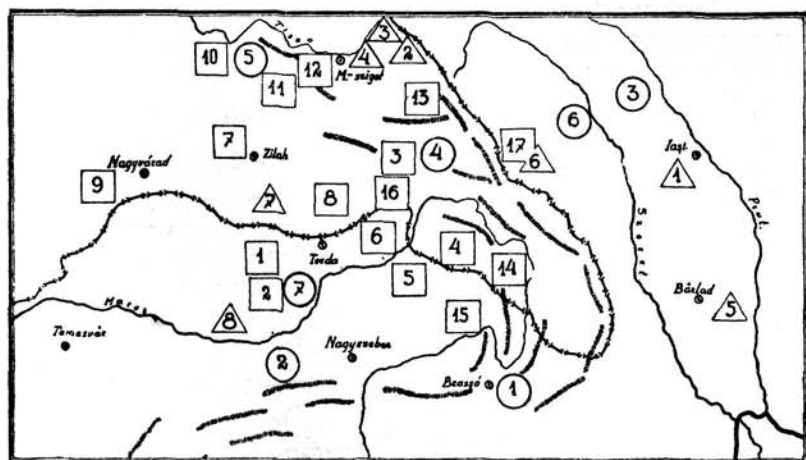 3
Tisza
10
5
12
4
2
M.-sziget
11
13
3
6
7
Zilah
3
4
17
6
Iaşi
1
Prut.
Nagyvárad
9
7
8
16
Szeret
1
Torda
6
4
14
2
7
5
Maros
8
15
Bárlad
5
Temesvár
2
Nagyszeben
Brassó
1